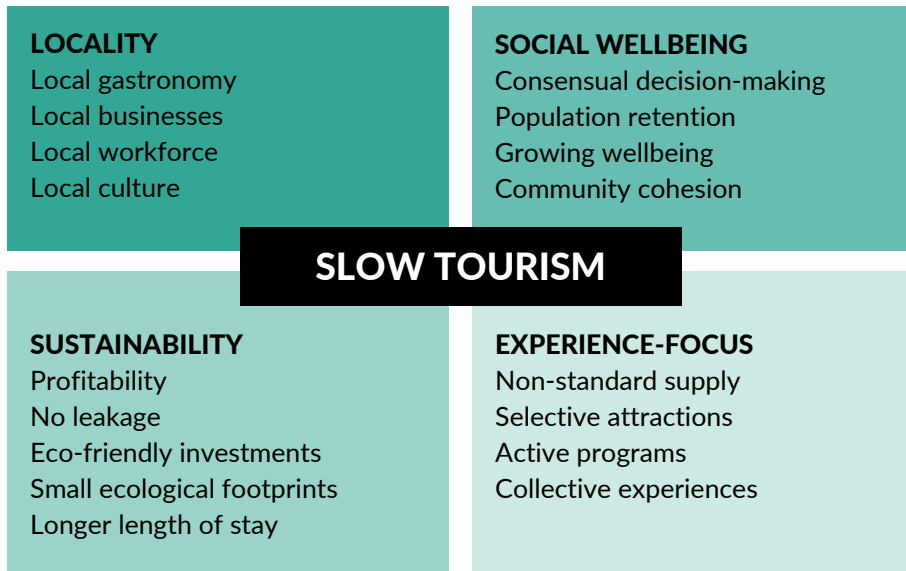 LOCALITY
Local gastronomy
Local businesses
Local workforce
Local culture
SOCIAL WELLBEING
Consensual decision-making
Population retention
Growing wellbeing
Community cohesion
SLOW TOURISM
SUSTAINABILITY
Profitability
No leakage
Eco-friendly investments
Small ecological footprints
Longer length of stay
EXPERIENCE-FOCUS
Non-standard supply
Selective attractions
Active programs
Collective experiences